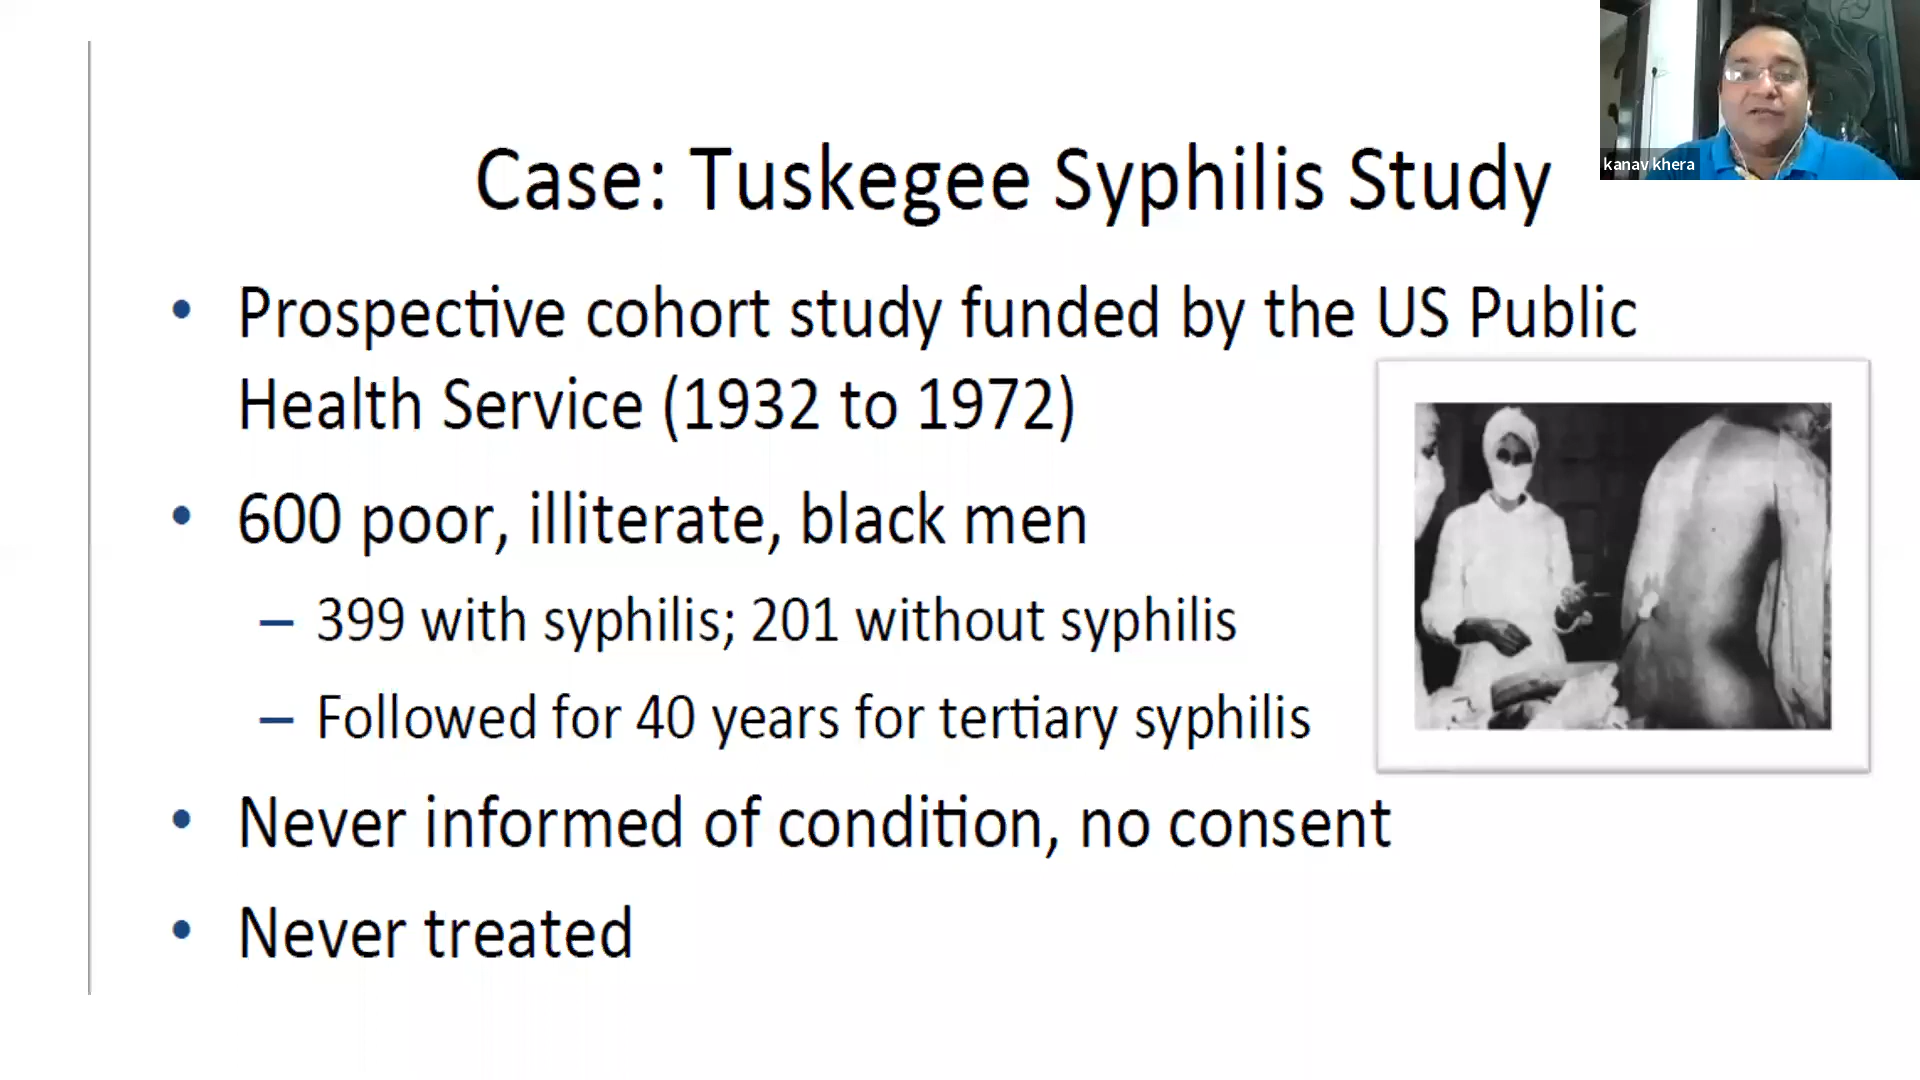 Case: Tuskegee Syphilis Study
kanav khera
• Prospective cohort study funded by the US Public
Health Service (1932 to 1972)
• 600 poor, illiterate, black men
– 399 with syphilis; 201 without syphilis
– Followed for 40 years for tertiary syphilis
• Never informed of condition, no consent
• Never treated